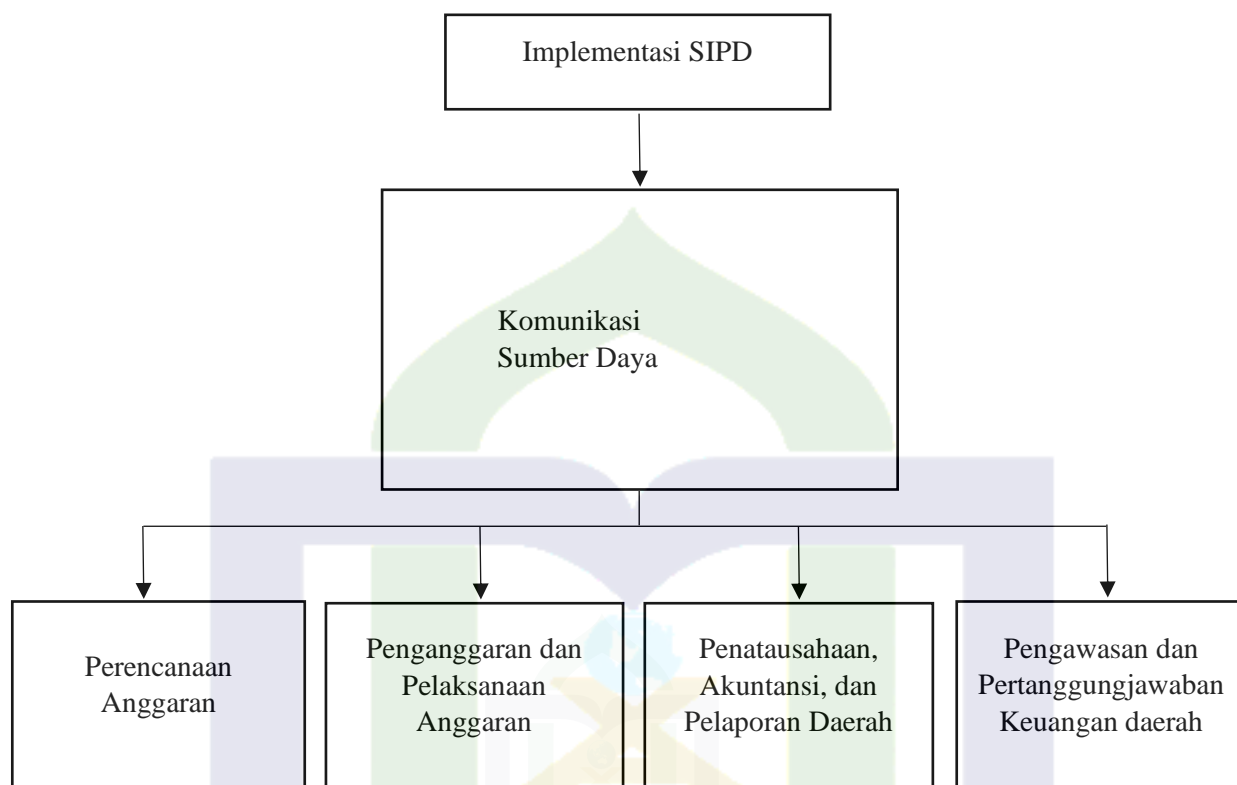 Implementasi SIPD
Komunikasi
Sumber Daya
Perencanaan
Anggaran
Penganggaran dan
Pelaksanaan
Anggaran
Penatausahaan,
Akuntansi, dan
Pelaporan Daerah
Pengawasan dan
Pertanggungjawaban
Keuangan daerah